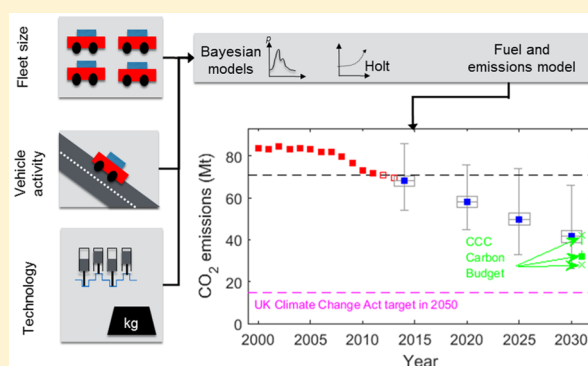 Fleet size
Vehicle
activity
Technology
kg
Bayesian
models
p
Holt
Fuel and
emissions model
CO2 emissions (Mt)
80
60
40
20
0
CCC
Carbon
Budget
UK Climate Change Act target in 2050
2000 2005 2010 2015 2020 2025 2030
Year